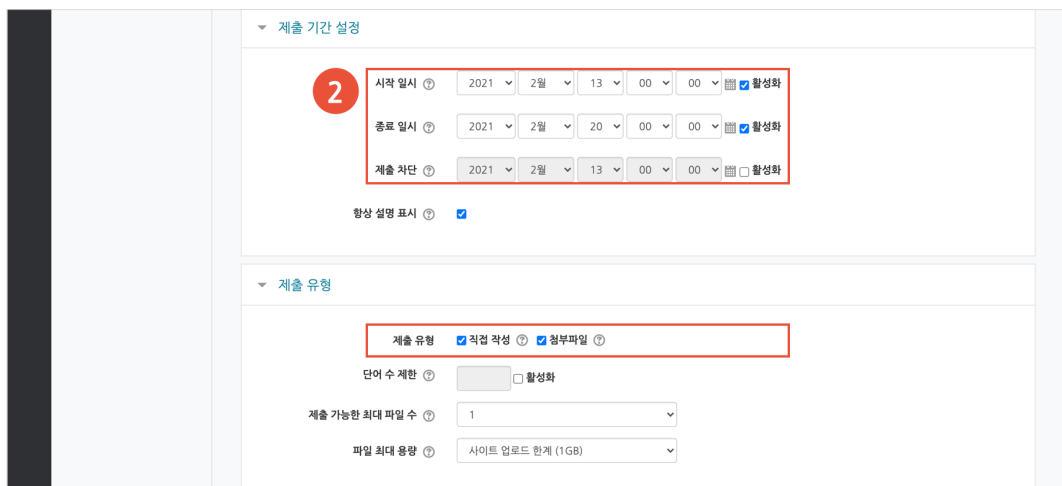 제출 기간 설정
2
시작 일시 2021 2월 13 00 00 활성화
종료 일시 2021 2월 20 00 00 활성화
제출 차단 2021 2월 13 00 00 활성화
항상 설명 표시
제출 유형
제출 유형 직접 작성 첨부파일
단어 수 제한 활성화
제출 가능한 최대 파일 수 1
파일 최대 용량 사이트 업로드 한계 (1GB)